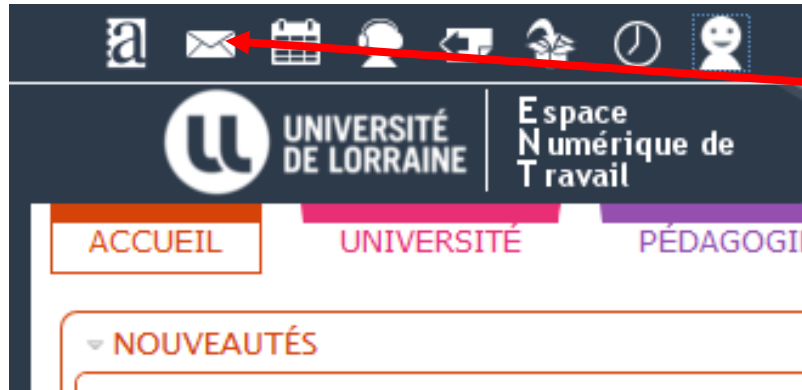 a
UNIVERSITÉ
DE LORRAINE
Espace
Numérique de
Travail
ACCUEIL
UNIVERSITÉ
PÉDAGOGI
NOUVEAUTÉS